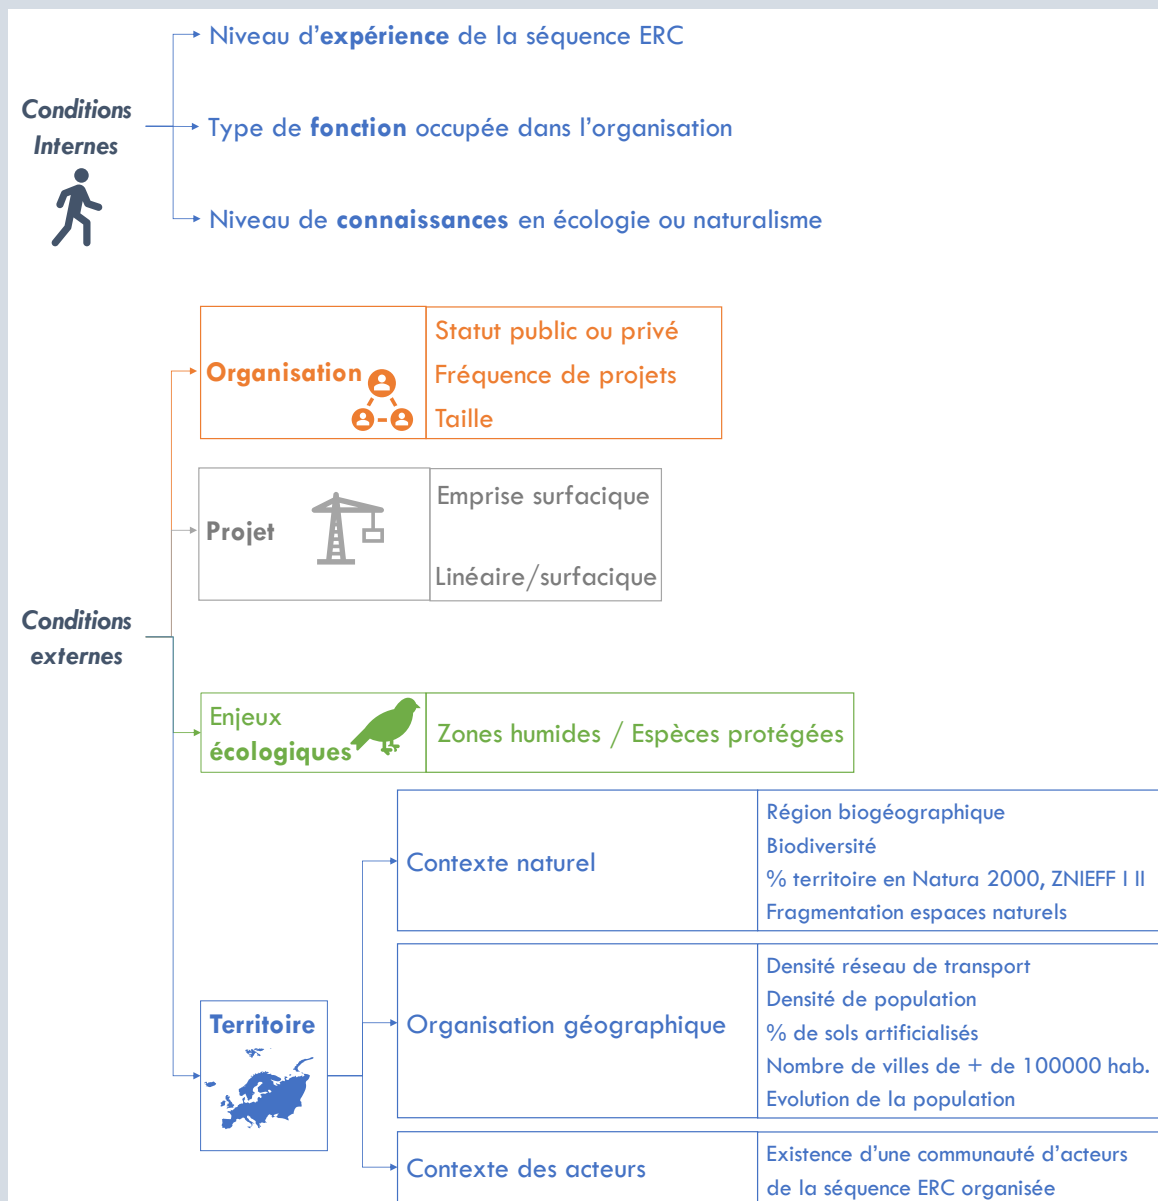 Conditions
Internes
Niveau d’expérience de la séquence ERC
Type de fonction occupée dans l’organisation
Niveau de connaissances en écologie ou naturalisme
Conditions
externes
Organisation
Statut public ou privé
Fréquence de projets
Taille
Projet
Emprise surfacique
Linéaire/surfacique
Enjeux
écologiques
Zones humides / Espèces protégées
Territoire
Contexte naturel
Région biogéographique
Biodiversité
% territoire en Natura 2000, ZNIEFF I II
Fragmentation espaces naturels
Organisation géographique
Densité réseau de transport
Densité de population
% de sols artificialisés
Nombre de villes de + de 100000 hab.
Evolution de la population
Contexte des acteurs
Existence d’une communauté d’acteurs
de la séquence ERC organisée